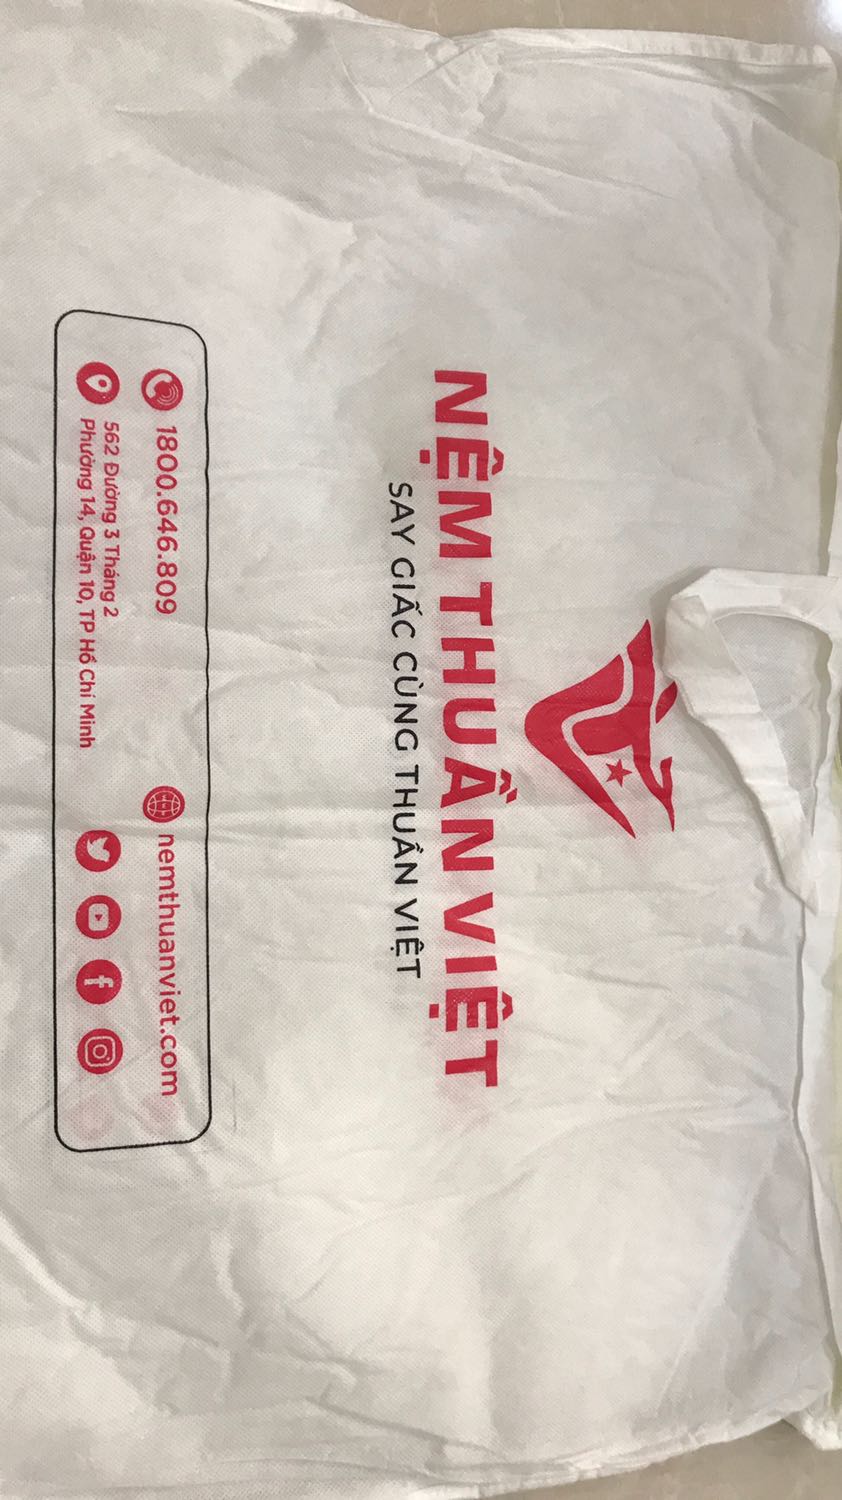 NỆM THUẦN VIỆT
SAY GIẤC CÙNG THUẦN VIỆT
1800.646.809
562 Đường 3 Tháng 2
Phường 14, Quận 10, TP Hồ Chí Minh
nemthuanviet.com